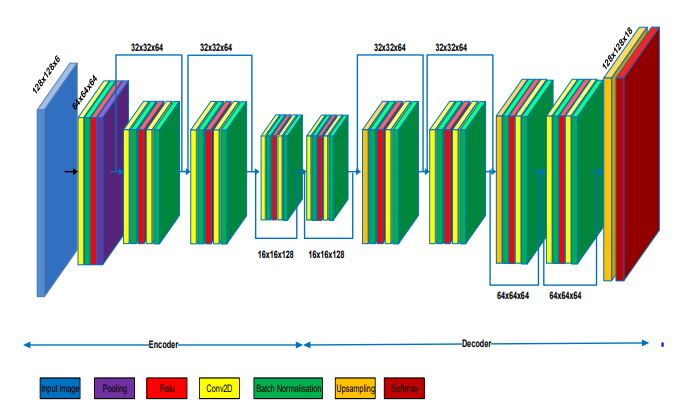 128x128x6
64x64x64
32x32x64
32x32x64
32x32x64
32x32x64
128x128x18
16x16x128
16x16x128
64x64x64
64x64x64
Encoder
Decoder
Input image
Pooling
Relu
Conv2D
Batch Normalisation
Upsampling
Softmax